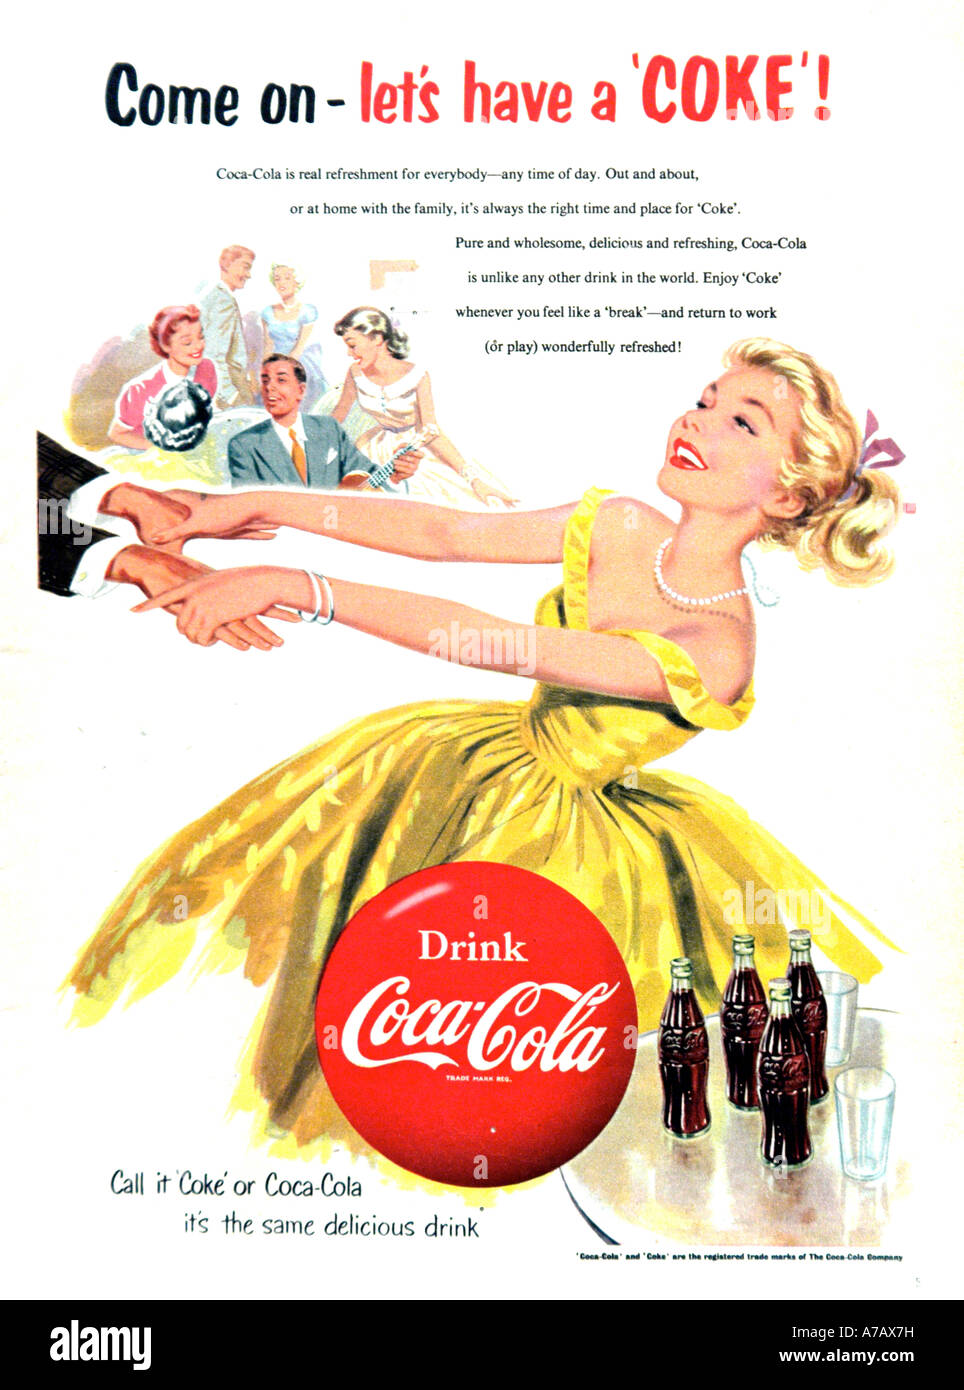 Come on - let's have a 'COKE'!
Coca-Cola is real refreshment for everybody—any time of day. Out and about,
or at home with the family, it's always the right time and place for 'Coke'.
Pure and wholesome, delicious and refreshing, Coca-Cola
is unlike any other drink in the world. Enjoy 'Coke'
whenever you feel like a 'break'—and return to work
(or play) wonderfully refreshed!
Drink
Coca-Cola
TRADE MARK REG.
Call it 'Coke' or Coca-Cola
it's the same delicious drink
'Coca-Cola' and 'Coke' are the registered trade marks of The Coca-Cola Company
alamy
Image ID: A7AX7H
www.alamy.com